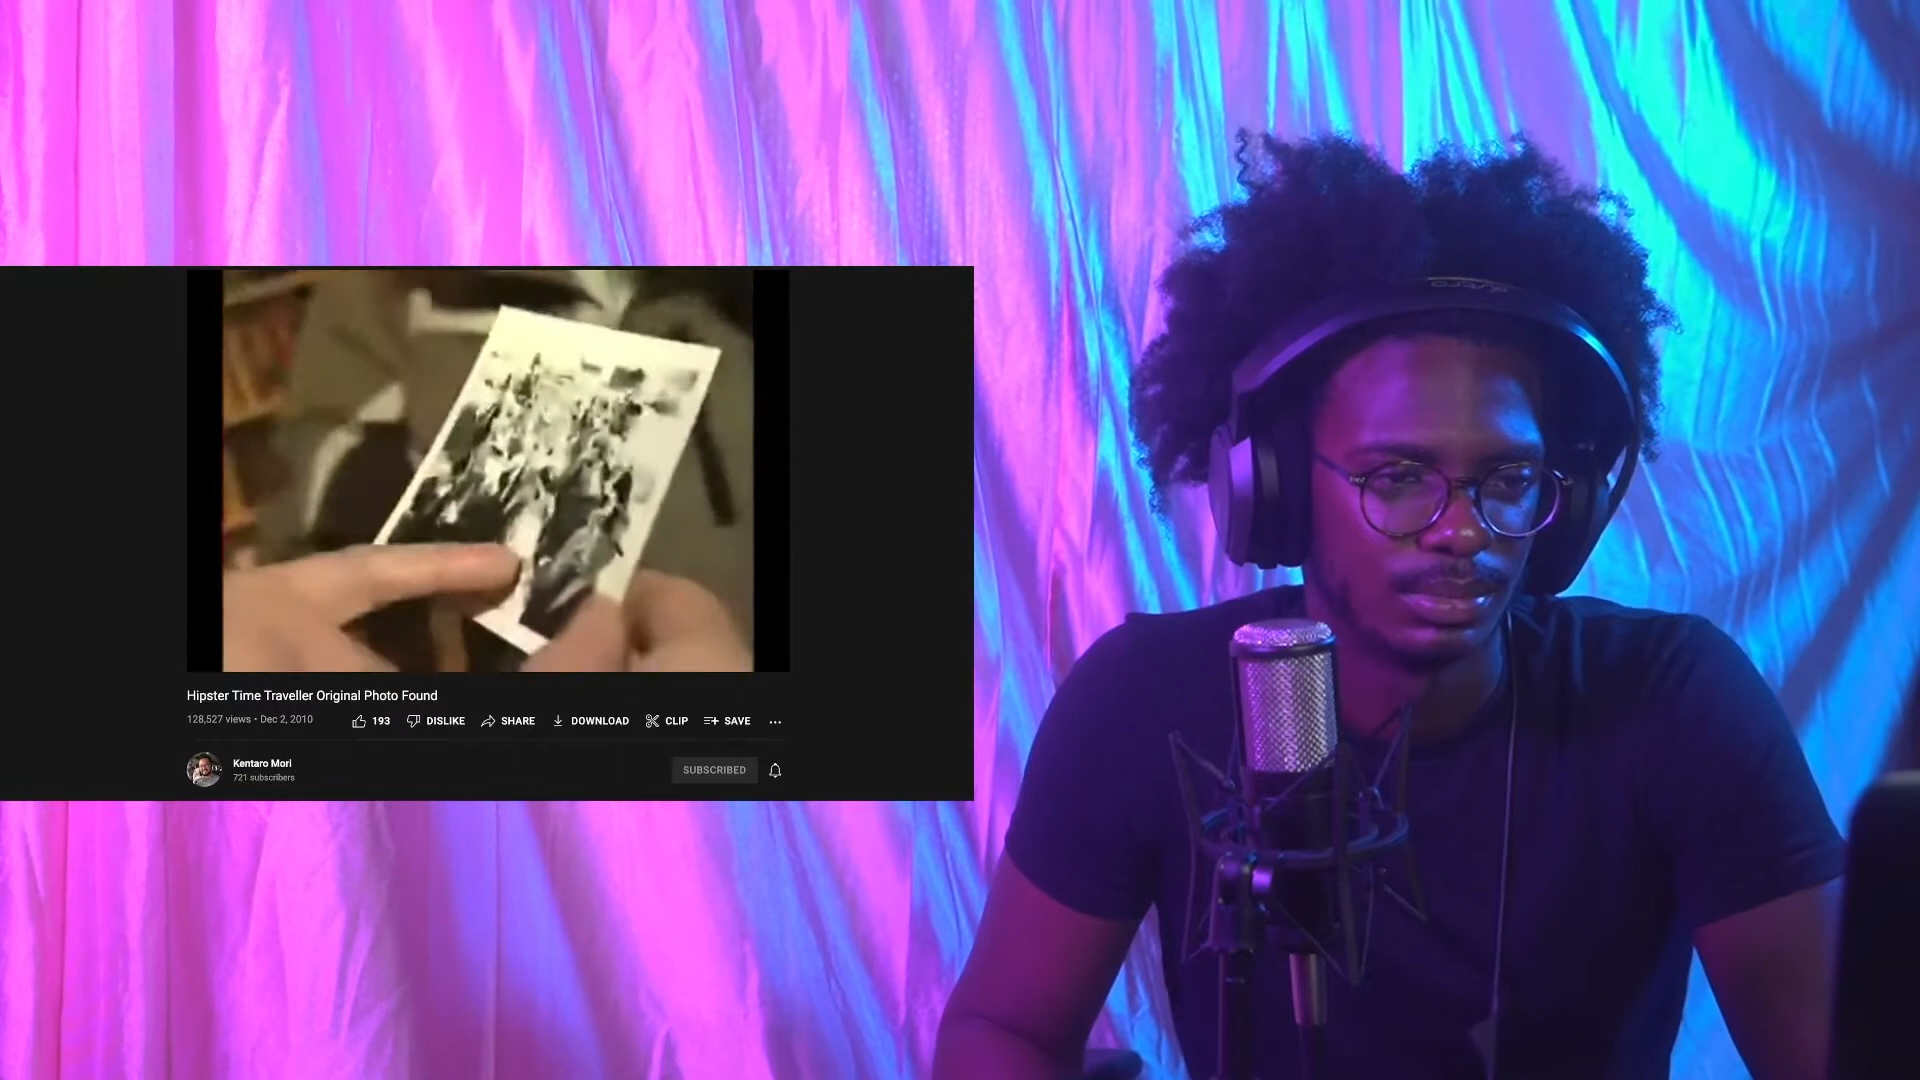 Hipster Time Traveller Original Photo Found
128,527 views • Dec 2, 2010 193 DISLIKE SHARE DOWNLOAD CLIP SAVE ...
Kentaro Mori
721 subscribers
SUBSCRIBED